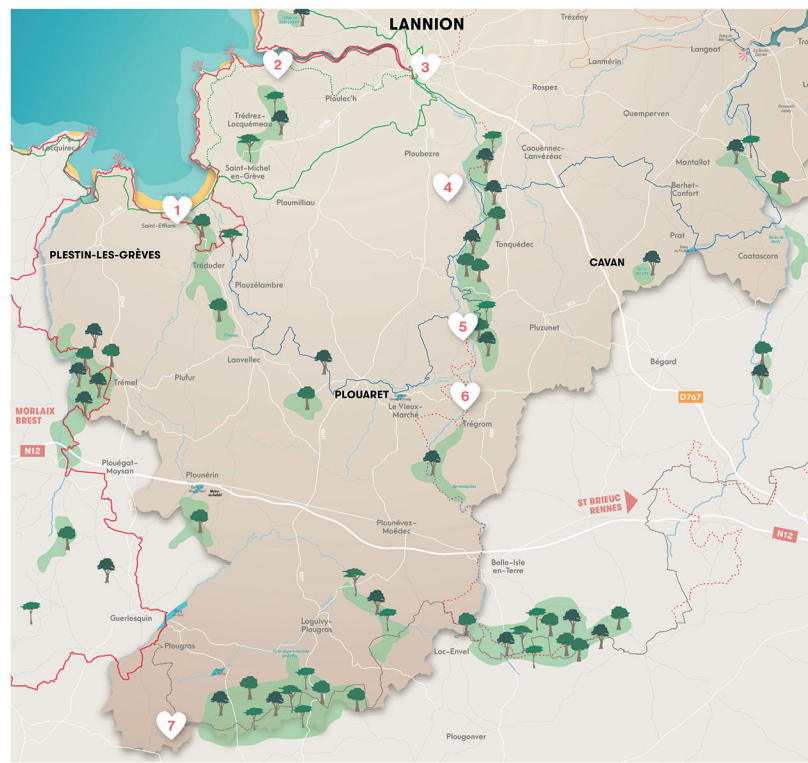 LANNION
Trézény
Langoat
Lanmérin
2
3
Rospez
Ploulec'h
Quemperven
Trédrez-
Locquémeau
Locquirec
Ploubezre
Caouënnec-
Lanvézéac
Mantallot
Saint-Michel
en-Grève
4
Berhet-
Confort
Ploumilliau
1
Saint-Efflam
Tonquédec
Prat
PLESTIN-LES-GRÈVES
CAVAN
Coatascorn
Tréduder
Plouzélambre
5
Pluzunet
Lanvellec
Bégard
Plufur
Trémel
PLOUARET
6
D767
Le Vieux-
Marché
MORLAIX
BREST
Trégrom
N12
Plouégat-
Moysan
Plounérin
ST BRIEUC
RENNES
Plounévez-
Moëdec
N12
Belle-Isle
en-Terre
Guerlesquin
Loguivy-
Plougras
Plougras
Loc-Envel
7
Plougonver